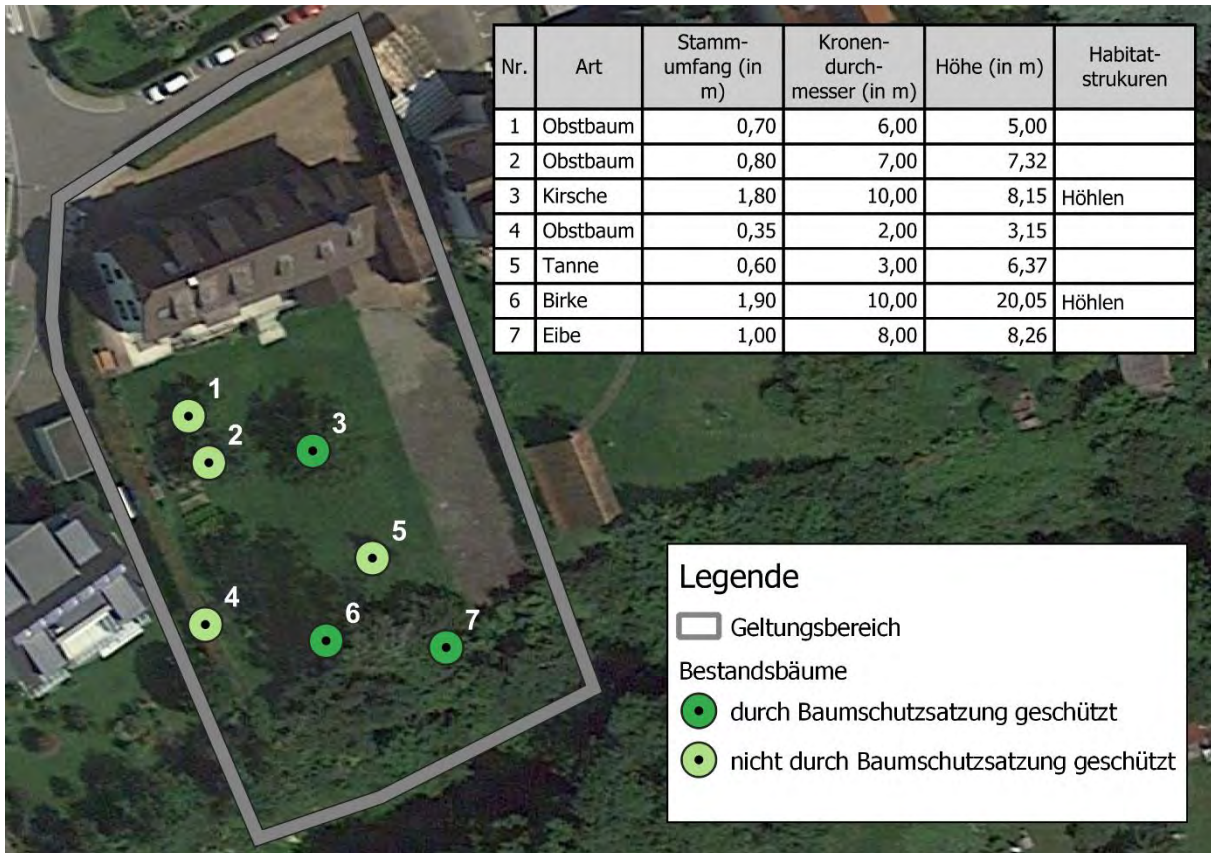 Nr. Art Stamm-umfang (in m) Kronen-durch-messer (in m) Höhe (in m) Habitat-strukuren
1 Obstbaum 0,70 6,00 5,00
2 Obstbaum 0,80 7,00 7,32
3 Kirsche 1,80 10,00 8,15 Höhlen
4 Obstbaum 0,35 2,00 3,15
5 Tanne 0,60 3,00 6,37
6 Birke 1,90 10,00 20,05 Höhlen
7 Eibe 1,00 8,00 8,26
1
2
3
5
4
6
7
Legende
Geltungsbereich
Bestandsbäume
durch Baumschutzsatzung geschützt
nicht durch Baumschutzsatzung geschützt